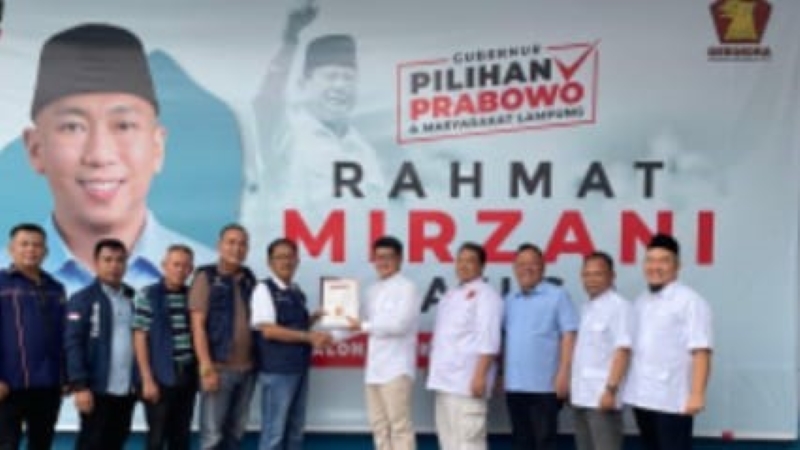 GERINDRA
GUBERNUR
PILIHAN
PRABOWO
& MASYARAKAT LAMPUNG
RAHMAT
MIRZANI